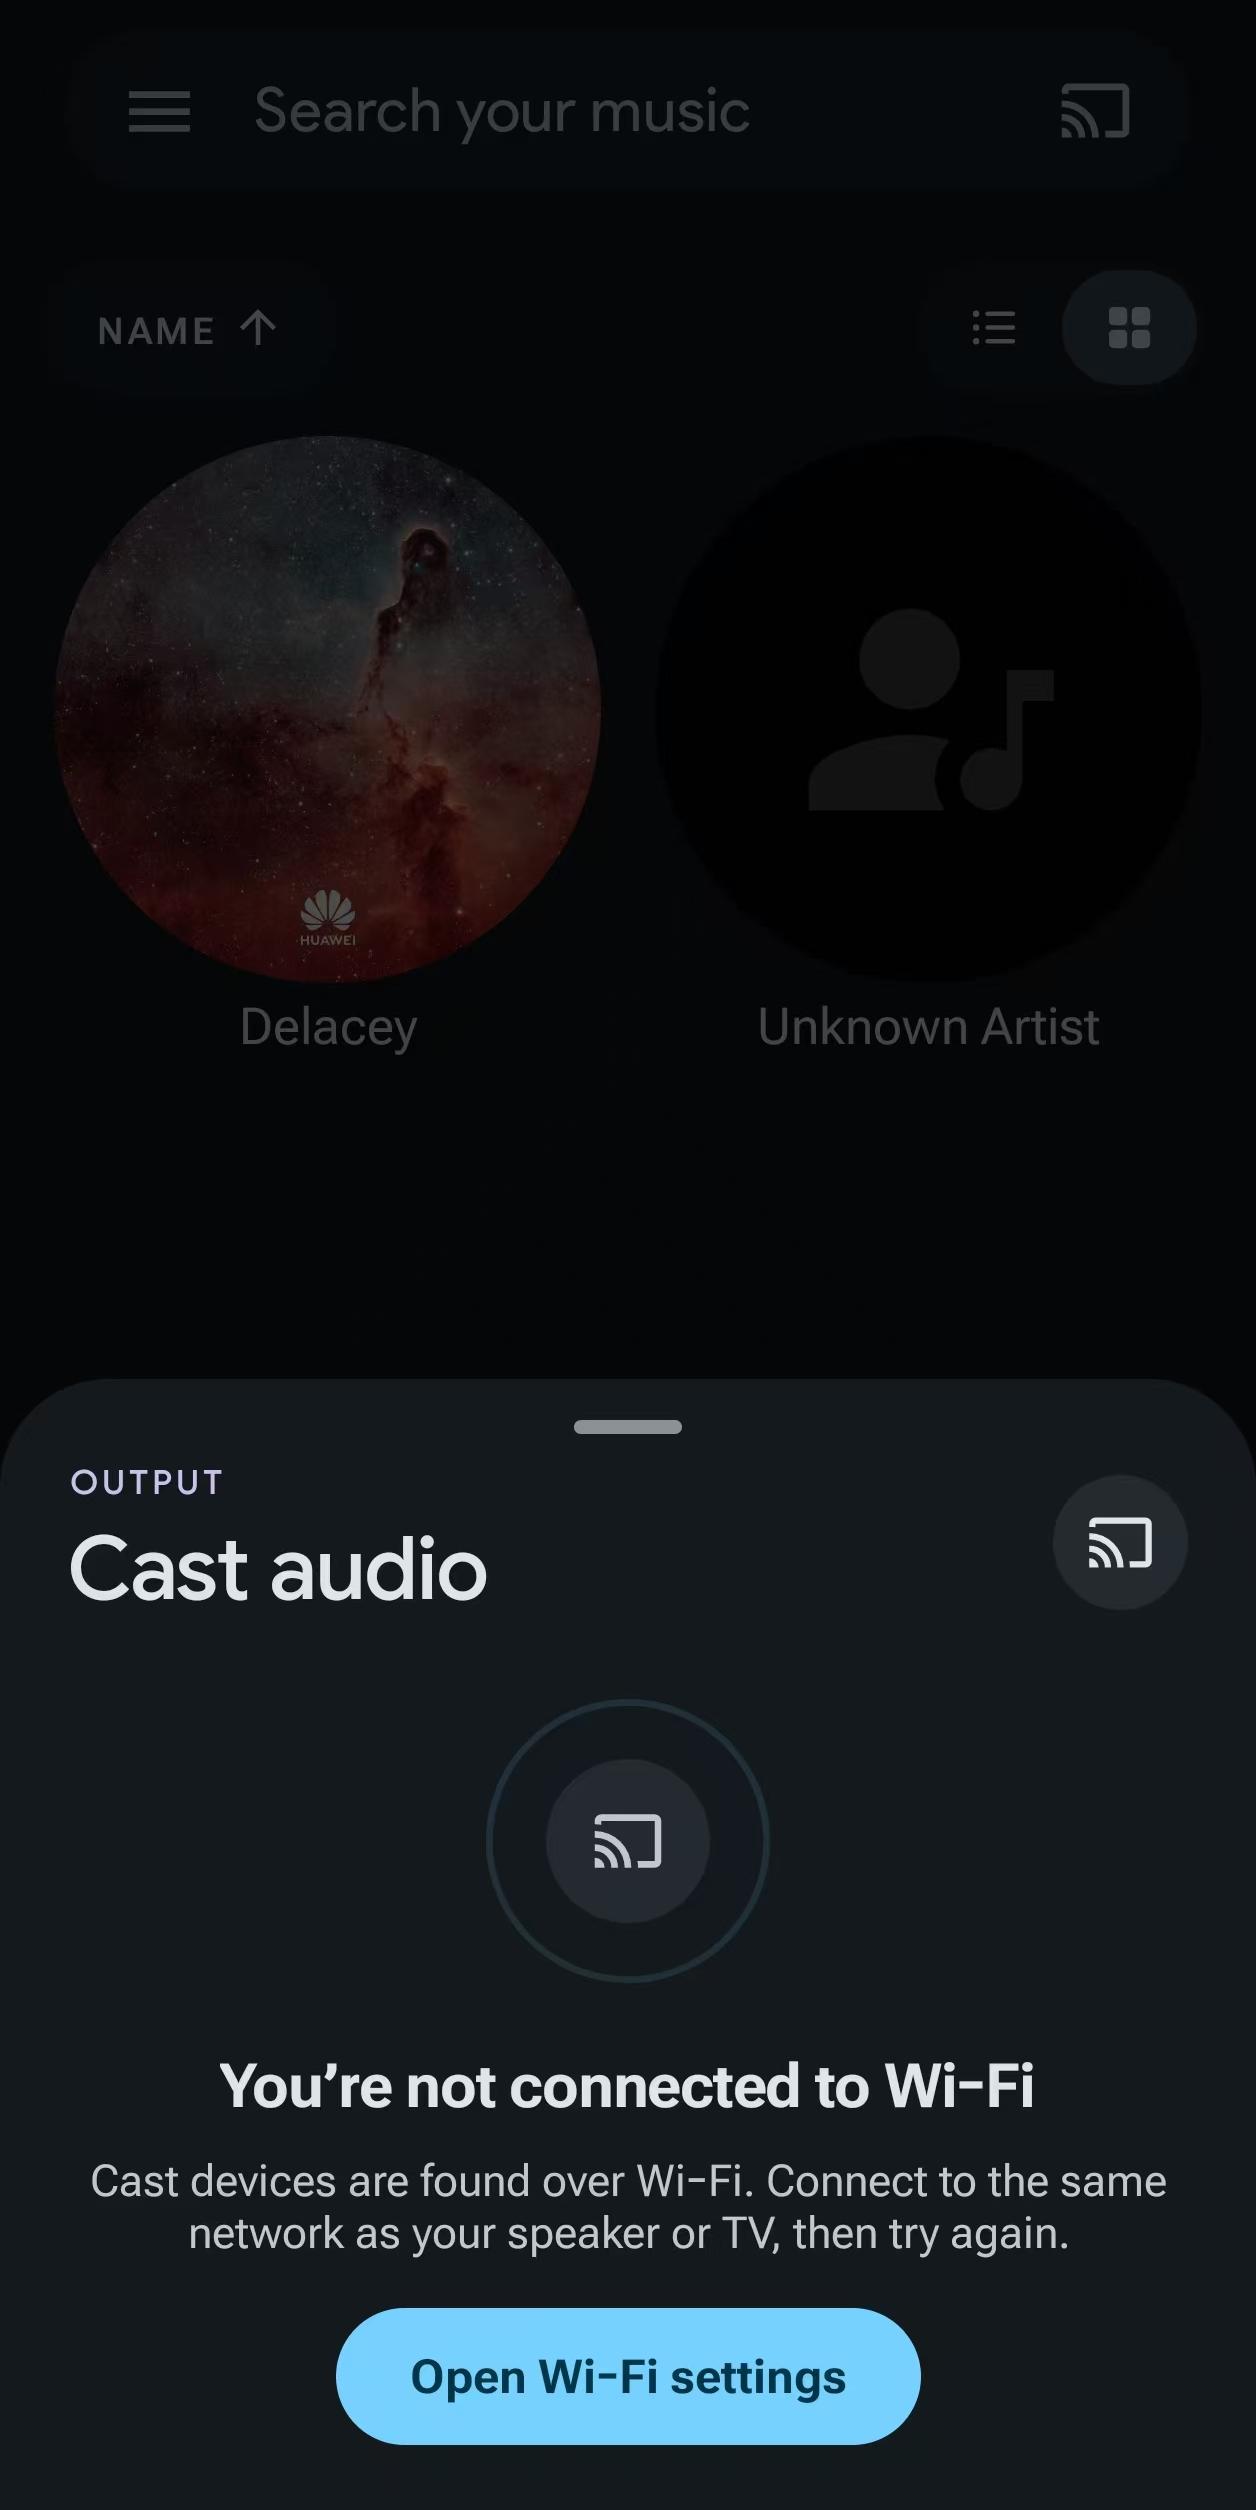 Search your music
NAME
HUAWEI
Delacey
Unknown Artist
OUTPUT
Cast audio
You’re not connected to Wi-Fi
Cast devices are found over Wi-Fi. Connect to the same
network as your speaker or TV, then try again.
Open Wi-Fi settings